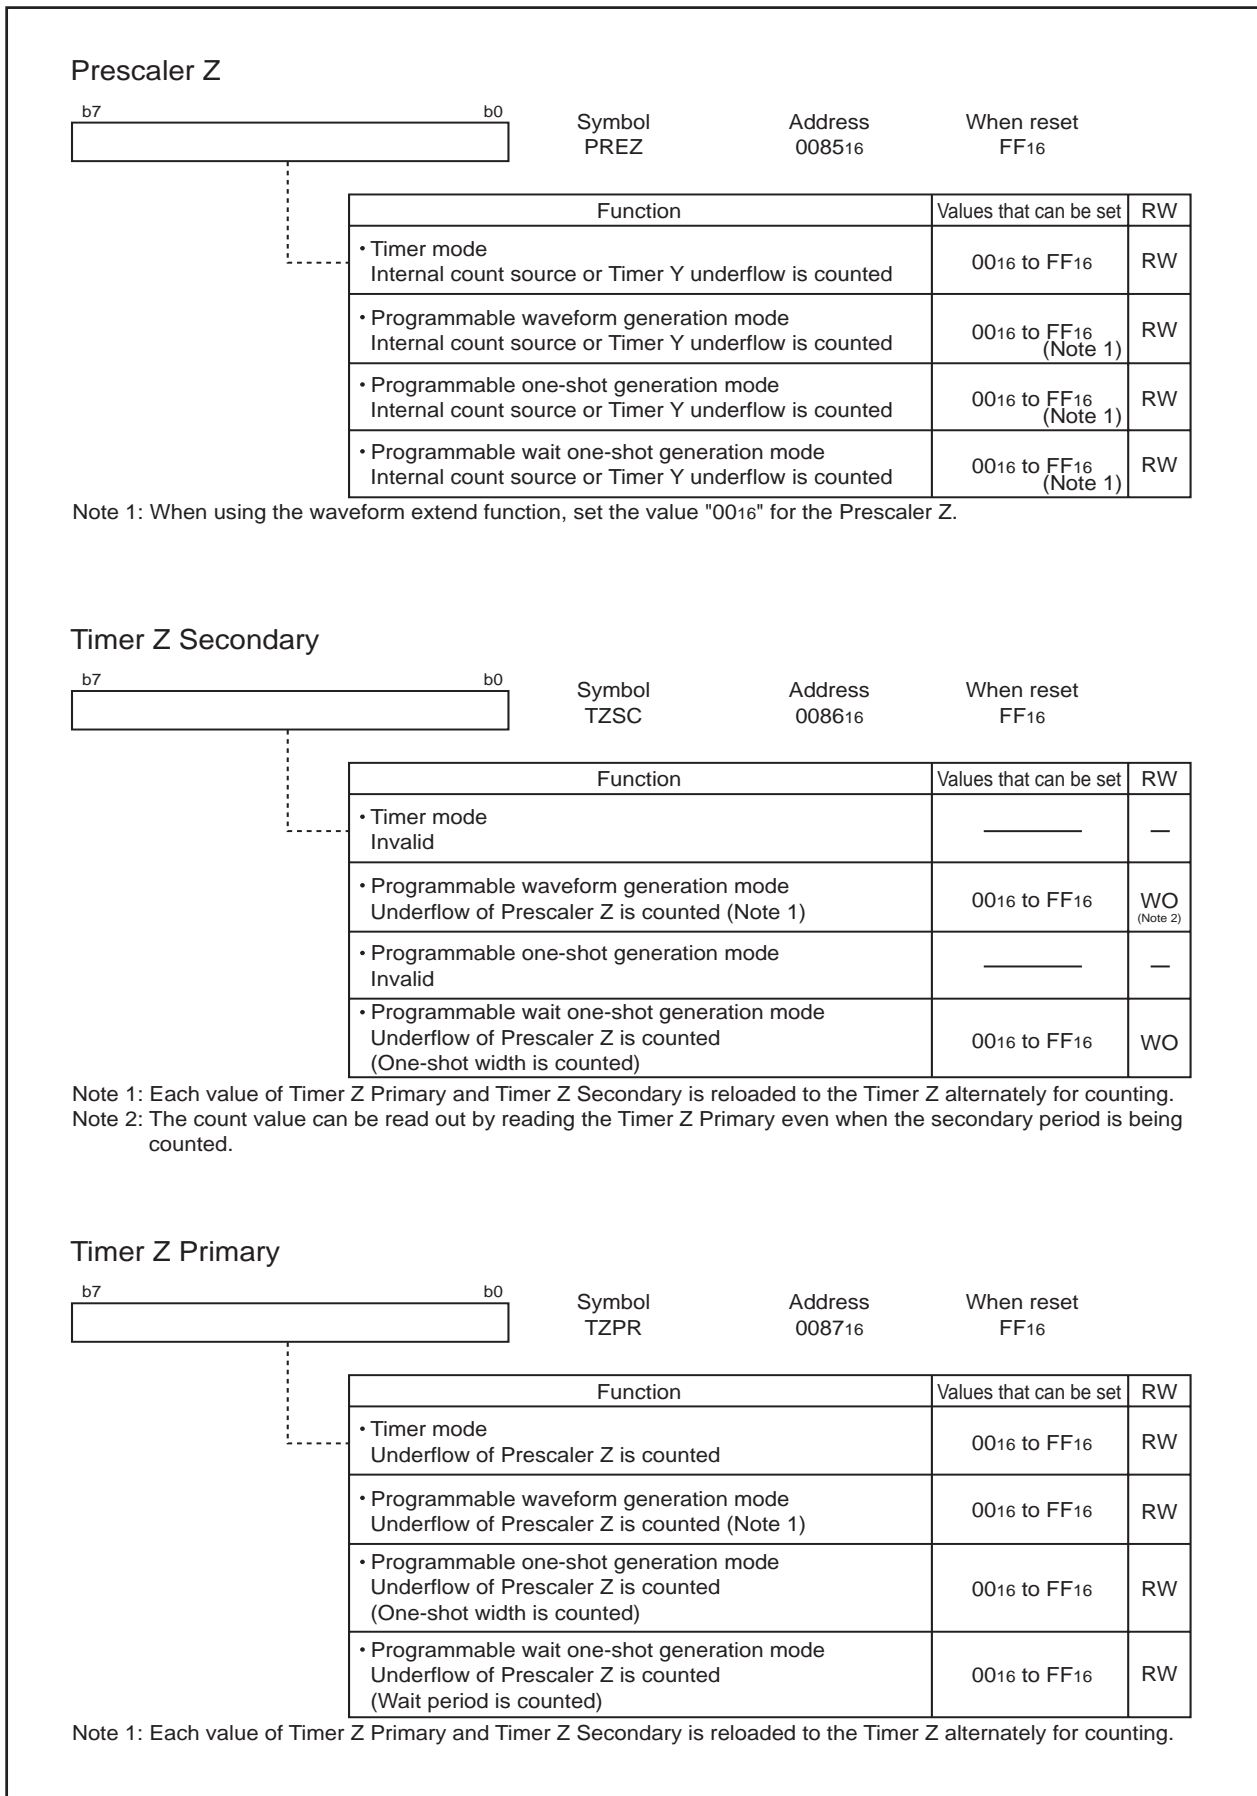 Prescaler Z
b7 b0
Symbol Address When reset
PREZ 008516 FF16
Function Values that can be set RW
• Timer mode
Internal count source or Timer Y underflow is counted 0016 to FF16 RW
• Programmable waveform generation mode
Internal count source or Timer Y underflow is counted 0016 to FF16 (Note 1) RW
• Programmable one-shot generation mode
Internal count source or Timer Y underflow is counted 0016 to FF16 (Note 1) RW
• Programmable wait one-shot generation mode
Internal count source or Timer Y underflow is counted 0016 to FF16 (Note 1) RW
Note 1: When using the waveform extend function, set the value "0016" for the Prescaler Z.
Timer Z Secondary
b7 b0
Symbol Address When reset
TZSC 008616 FF16
Function Values that can be set RW
• Timer mode
Invalid — —
• Programmable waveform generation mode
Underflow of Prescaler Z is counted (Note 1) 0016 to FF16 WO (Note 2)
• Programmable one-shot generation mode
Invalid — —
• Programmable wait one-shot generation mode
Underflow of Prescaler Z is counted 0016 to FF16 WO
(One-shot width is counted)
Note 1: Each value of Timer Z Primary and Timer Z Secondary is reloaded to the Timer Z alternately for counting.
Note 2: The count value can be read out by reading the Timer Z Primary even when the secondary period is being
counted.
Timer Z Primary
b7 b0
Symbol Address When reset
TZPR 008716 FF16
Function Values that can be set RW
• Timer mode
Underflow of Prescaler Z is counted 0016 to FF16 RW
• Programmable waveform generation mode
Underflow of Prescaler Z is counted (Note 1) 0016 to FF16 RW
• Programmable one-shot generation mode
Underflow of Prescaler Z is counted 0016 to FF16 RW
(One-shot width is counted)
• Programmable wait one-shot generation mode
Underflow of Prescaler Z is counted 0016 to FF16 RW
(Wait period is counted)
Note 1: Each value of Timer Z Primary and Timer Z Secondary is reloaded to the Timer Z alternately for counting.